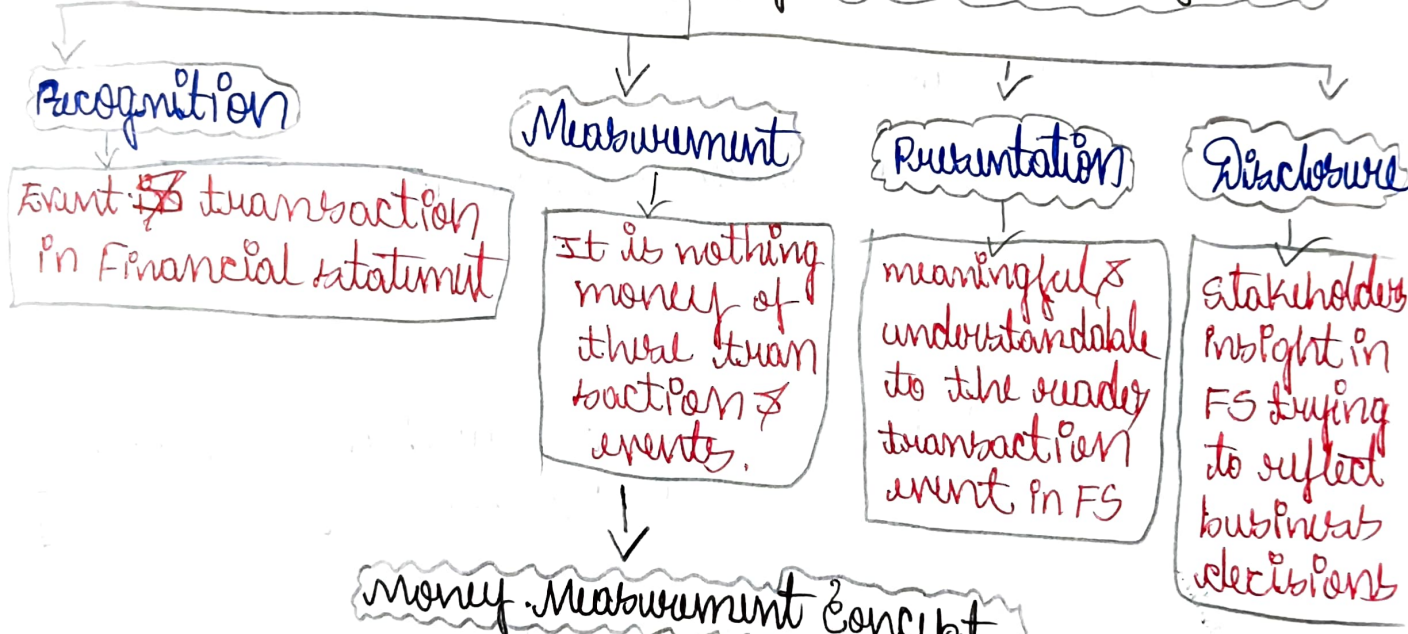 Recognition
Event & transaction
in Financial statemnt
Measurement
It is nothing
money of
these tran
saction &
events.
Money Measurement Concept
Presentation
meaningful &
understandable
to the reader
transaction
event in FS
Disclosure
stakeholders
insight in
FS trying
to reflect
business
decisions